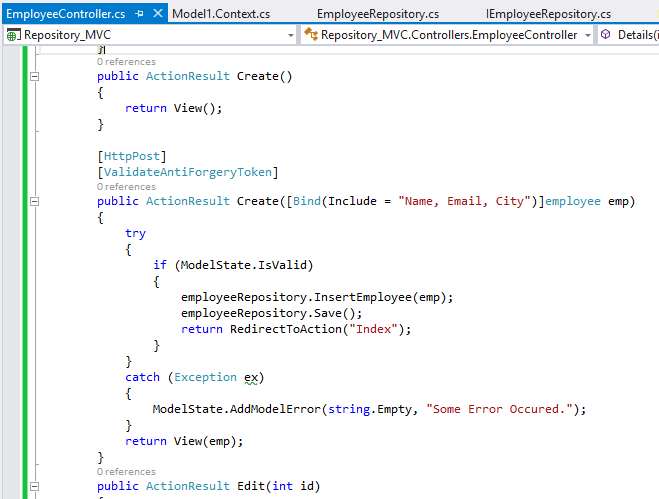 EmployeeController.cs Model1.Context.cs EmployeeRepository.cs IEmployeeRepository.cs
Repository_MVC Repository_MVC.Controllers.EmployeeController Details(i
}
0 references
public ActionResult Create()
{
return View();
}
[HttpPost]
[ValidateAntiForgeryToken]
0 references
public ActionResult Create([Bind(Include = "Name, Email, City")]employee emp)
{
try
{
if (ModelState.IsValid)
{
employeeRepository.InsertEmployee(emp);
employeeRepository.Save();
return RedirectToAction("Index");
}
}
catch (Exception ex)
{
ModelState.AddModelError(string.Empty, "Some Error Occured.");
}
return View(emp);
}
0 references
public ActionResult Edit(int id)
{